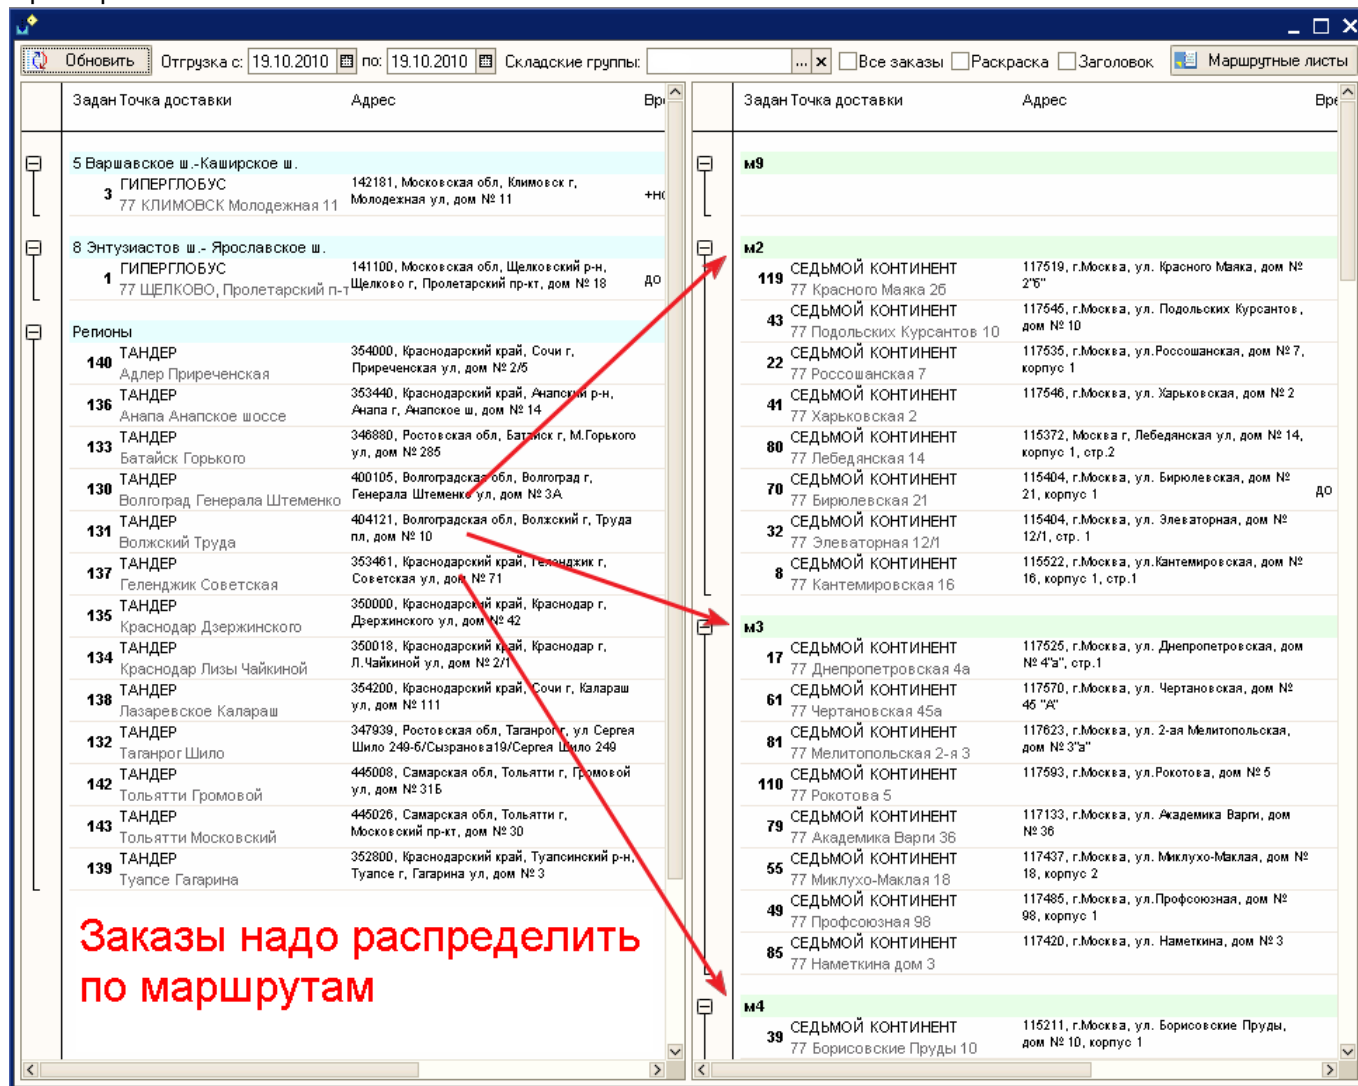 Обновить Отгрузка с: 19.10.2010 по: 19.10.2010 Складские группы: ... x Все заказы Раскраска Заголовок Маршрутные листы
Задан Точка доставки Адрес
5 Варшавское ш.-Каширское ш.
3 ГИПЕРГЛОБУС 142181, Московская обл, Климовск г,
77 КЛИМОВСК Молодежная 11 Молодежная ул, дом № 11
8 Энтузиастов ш.- Ярославское ш.
1 ГИПЕРГЛОБУС 141100, Московская обл, Щелковский р-н,
77 ЩЕЛКОВО, Пролетарский п-т Щелково г, Пролетарский пр-кт, дом № 18 до
Регионы
140 ТАНДЕР 354000, Краснодарский край, Сочи г,
Адлер Приреченская Приреченская ул, дом № 2/5
136 ТАНДЕР 353440, Краснодарский край, Анапский р-н,
Анапа Анапское шоссе Анапа г, Анапское ш, дом № 14
133 ТАНДЕР 346880, Ростовская обл, Батайск г, М.Горького
Батайск Горького ул, дом № 285
130 ТАНДЕР 400105, Волгоградская обл, Волгоград г,
Волгоград Генерала Штеменко Генерала Штеменко ул, дом № 3А
131 ТАНДЕР 404121, Волгоградская обл, Волжский г, Труда
Волжский Труда пл, дом № 10
137 ТАНДЕР 353461, Краснодарский край, Геленджик г,
Геленджик Советская Советская ул, дом № 71
135 ТАНДЕР 350000, Краснодарский край, Краснодар г,
Краснодар Дзержинского Дзержинского ул, дом № 42
134 ТАНДЕР 350018, Краснодарский край, Краснодар г,
Краснодар Лизы Чайкиной Л.Чайкиной ул, дом № 2/1
138 ТАНДЕР 354200, Краснодарский край, Сочи г, Калараш
Лазаревское Калараш ул, дом № 111
132 ТАНДЕР 347939, Ростовская обл, Таганрог г, ул Сергея
Таганрог Шило Шило 249-6/Сызранова19/Сергея Шило 249
142 ТАНДЕР 445008, Самарская обл, Тольятти г, Громовой
Тольятти Громовой ул, дом № 31Б
143 ТАНДЕР 445026, Самарская обл, Тольятти г,
Тольятти Московский Московский пр-кт, дом № 30
139 ТАНДЕР 352800, Краснодарский край, Туапсинский р-н,
Туапсе Гагарина Туапсе г, Гагарина ул, дом № 3
Заказы надо распределить
по маршрутам
Задан Точка доставки Адрес
м9
м2
119 СЕДЬМОЙ КОНТИНЕНТ 117519, г.Москва, ул. Красного Маяка, дом №
77 Красного Маяка 2б 2"б"
43 СЕДЬМОЙ КОНТИНЕНТ 117545, г.Москва, ул. Подольских Курсантов,
77 Подольских Курсантов 10 дом № 10
22 СЕДЬМОЙ КОНТИНЕНТ 117535, г.Москва, ул.Россошанская, дом № 7,
77 Россошанская 7 корпус 1
41 СЕДЬМОЙ КОНТИНЕНТ 117546, г.Москва, ул. Харьковская, дом № 2
77 Харьковская 2
80 СЕДЬМОЙ КОНТИНЕНТ 115372, Москва г, Лебедянская ул, дом № 14,
77 Лебедянская 14 корпус 1, стр.2
70 СЕДЬМОЙ КОНТИНЕНТ 115404, г.Москва, ул. Бирюлевская, дом №
77 Бирюлевская 21 21, корпус 1 до
32 СЕДЬМОЙ КОНТИНЕНТ 115404, г.Москва, ул. Элеваторная, дом №
77 Элеваторная 12/1 12/1, стр. 1
8 СЕДЬМОЙ КОНТИНЕНТ 115522, г.Москва, ул.Кантемировская, дом №
77 Кантемировская 16 16, корпус 1, стр.1
м3
17 СЕДЬМОЙ КОНТИНЕНТ 117525, г.Москва, ул. Днепропетровская, дом
77 Днепропетровская 4а № 4"а", стр.1
61 СЕДЬМОЙ КОНТИНЕНТ 117570, г.Москва, ул. Чертановская, дом №
77 Чертановская 45а 45 "А"
81 СЕДЬМОЙ КОНТИНЕНТ 117623, г.Москва, ул. 2-ая Мелитопольская,
77 Мелитопольская 2-я 3 дом № 3"а"
110 СЕДЬМОЙ КОНТИНЕНТ 117593, г.Москва, ул.Рокотова, дом № 5
77 Рокотова 5
79 СЕДЬМОЙ КОНТИНЕНТ 117133, г.Москва, ул. Академика Варги, дом
77 Академика Варги 36 № 36
55 СЕДЬМОЙ КОНТИНЕНТ 117437, г.Москва, ул. Миклухо-Маклая, дом №
77 Миклухо-Маклая 18 18, корпус 2
49 СЕДЬМОЙ КОНТИНЕНТ 117485, г.Москва, ул.Профсоюзная, дом №
77 Профсоюзная 98 98, корпус 1
85 СЕДЬМОЙ КОНТИНЕНТ 117420, г.Москва, ул. Наметкина, дом № 3
77 Наметкина дом 3
м4
39 СЕДЬМОЙ КОНТИНЕНТ 115211, г.Москва, ул. Борисовские Пруды,
77 Борисовские Пруды 10 дом № 10, корпус 1